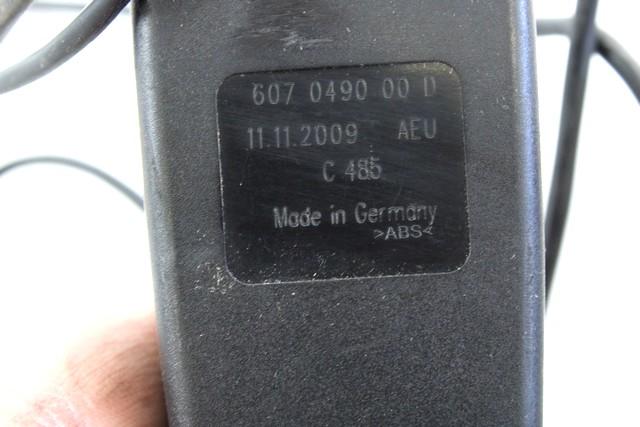 607 0490 00 D
11.11.2009 AEU
C 485
Made in Germany
>ABS<